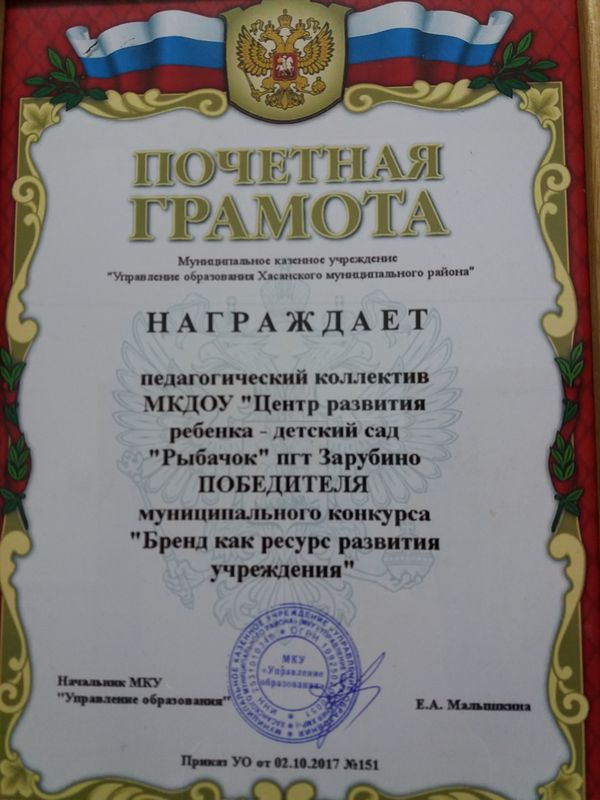 ПОЧЕТНАЯ
ГРАМОТА
Муниципальное казенное учреждение
"Управление образования Хасанского муниципального района"
НАГРАЖДАЕТ
педагогический коллектив
МКДОУ "Центр развития
ребенка - детский сад
"Рыбачок" пгт Зарубино
ПОБЕДИТЕЛЯ
муниципального конкурса
"Бренд как ресурс развития
учреждения"
МКУ
«Управление
образования»
Начальник МКУ
"Управление образования"
Е.А. Малышкина
Приказ УО от 02.10.2017 №151